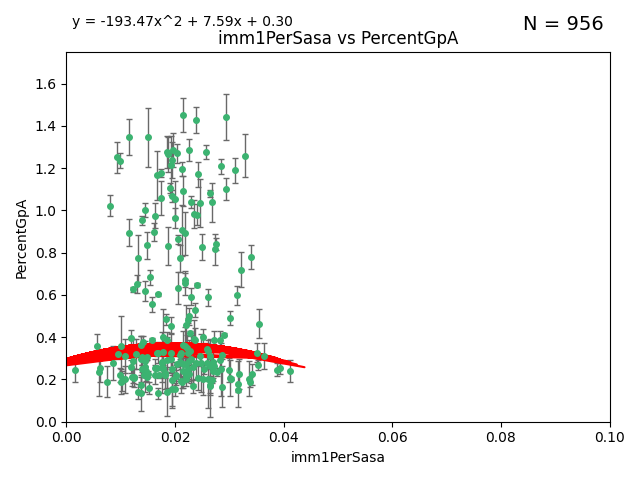 y = -193.47x^2 + 7.59x + 0.30
N = 956
imm1PerSasa vs PercentGpA
PercentGpA
1.6
1.4
1.2
1.0
0.8
0.6
0.4
0.2
0.0
0.00 0.02 0.04 0.06 0.08 0.10
imm1PerSasa